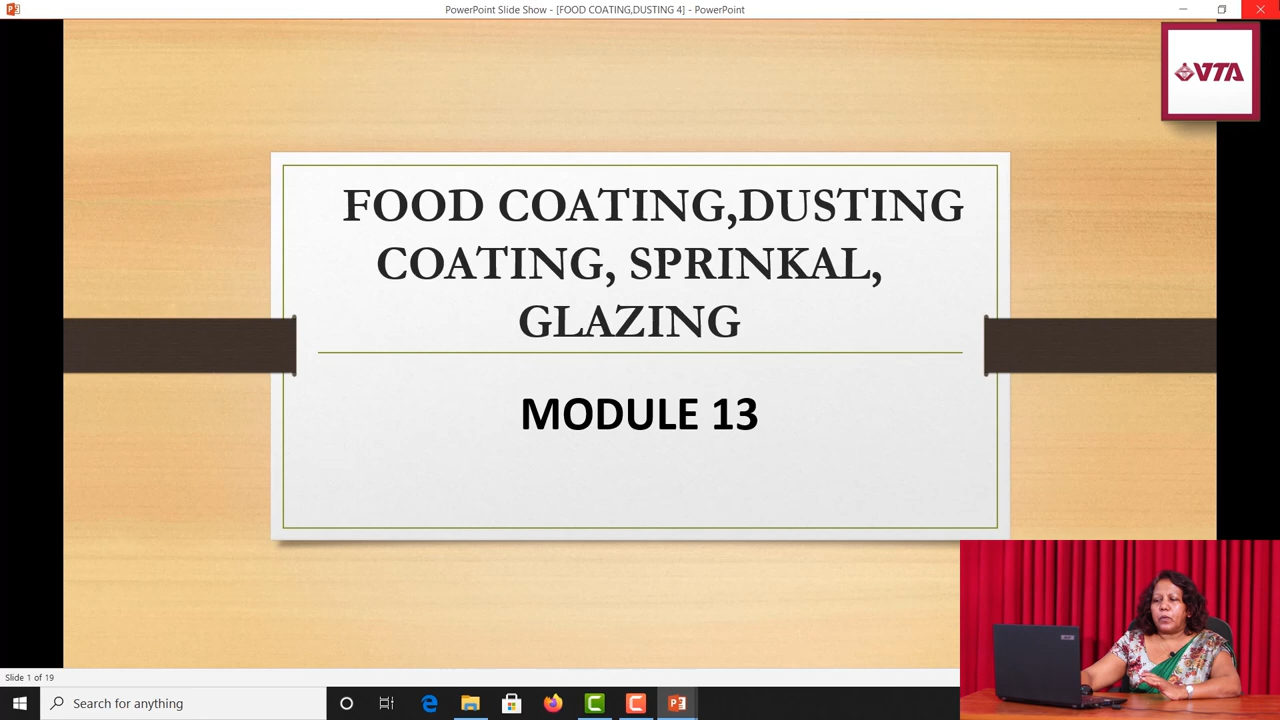 PowerPoint Slide Show - [FOOD COATING,DUSTING 4] - PowerPoint
VTA
FOOD COATING,DUSTING
COATING, SPRINKAL,
GLAZING
MODULE 13
Slide 1 of 19
Search for anything